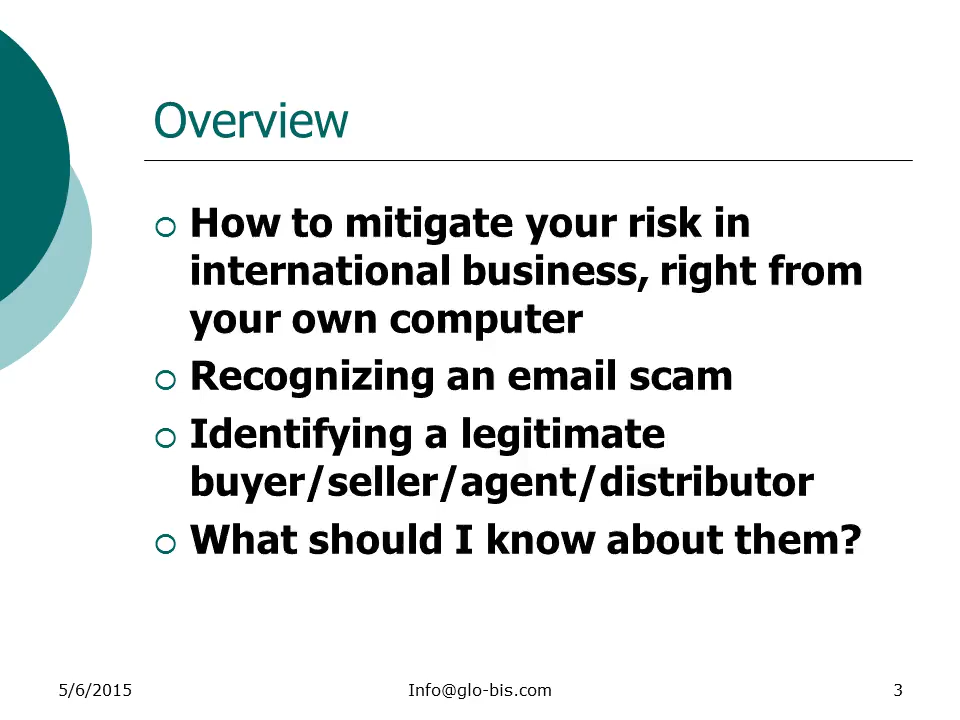 Overview
How to mitigate your risk in
international business, right from
your own computer
Recognizing an email scam
Identifying a legitimate
buyer/seller/agent/distributor
What should I know about them?
5/6/2015
Info@glo-bis.com
3